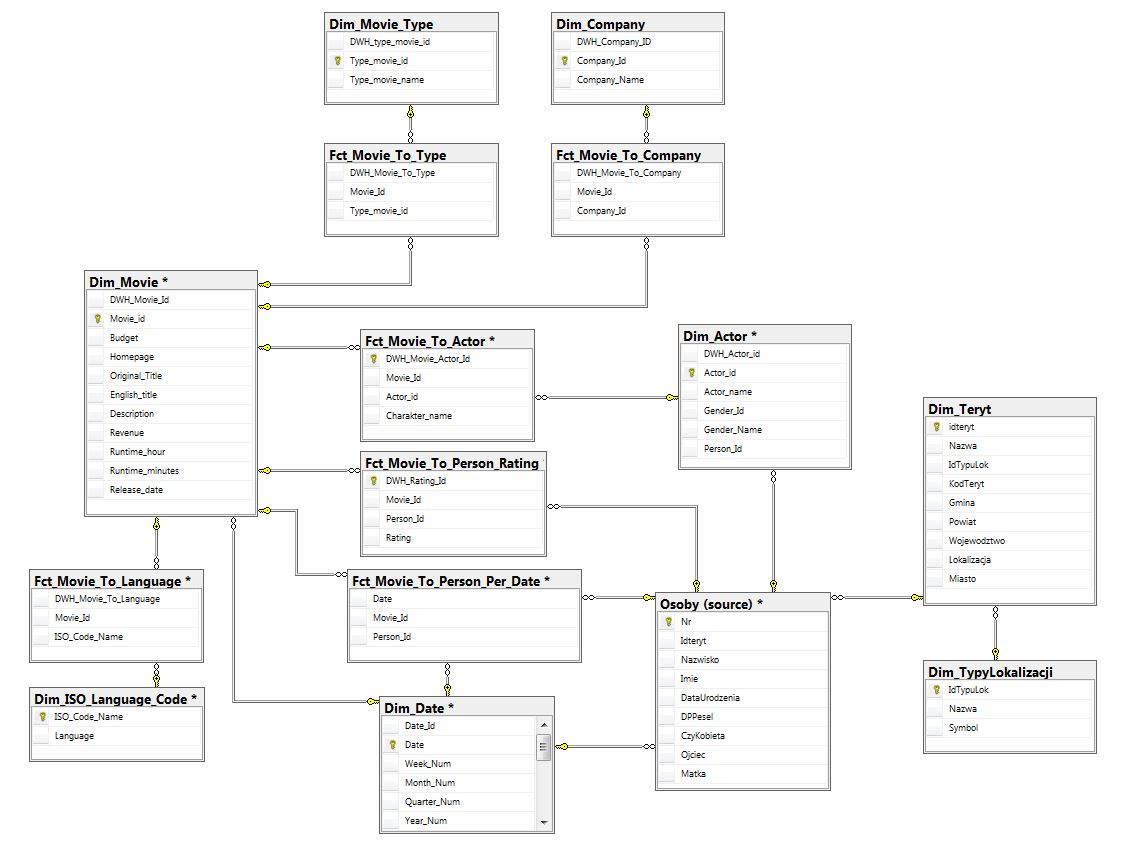 Dim_Movie_Type
DWH_type_movie_id
Type_movie_id
Type_movie_name
Dim_Company
DWH_Company_ID
Company_Id
Company_Name
Fct_Movie_To_Type
DWH_Movie_To_Type
Movie_Id
Type_movie_id
Fct_Movie_To_Company
DWH_Movie_To_Company
Movie_Id
Company_Id
Dim_Movie *
DWH_Movie_Id
Movie_id
Budget
Homepage
Original_Title
English_title
Description
Revenue
Runtime_hour
Runtime_minutes
Release_date
Fct_Movie_To_Actor *
DWH_Movie_Actor_Id
Movie_Id
Actor_id
Charakter_name
Dim_Actor *
DWH_Actor_id
Actor_id
Actor_name
Gender_Id
Gender_Name
Person_Id
Dim_Teryt
idteryt
Nazwa
IdTypuLok
KodTeryt
Gmina
Powiat
Wojewodztwo
Lokalizacja
Miasto
Fct_Movie_To_Person_Rating
DWH_Rating_Id
Movie_Id
Person_Id
Rating
Fct_Movie_To_Language *
DWH_Movie_To_Language
Movie_Id
ISO_Code_Name
Fct_Movie_To_Person_Per_Date *
Date
Movie_Id
Person_Id
Osoby (source) *
Nr
Idteryt
Nazwisko
Imie
DataUrodzenia
DPPesel
CzyKobieta
Ojciec
Matka
Dim_TypyLokalizacji
IdTypuLok
Nazwa
Symbol
Dim_ISO_Language_Code *
ISO_Code_Name
Language
Dim_Date *
Date_Id
Date
Week_Num
Month_Num
Quarter_Num
Year_Num